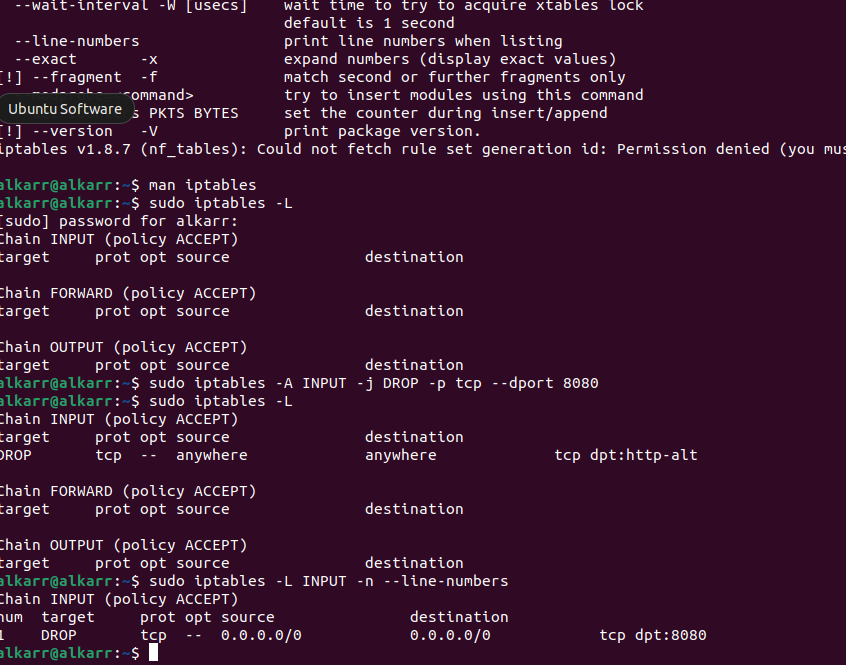 --wait-interval -W [usecs]    wait time to try to acquire xtables lock
default is 1 second
--line-numbers                print line numbers when listing
--exact       -x              expand numbers (display exact values)
[!] --fragment  -f              match second or further fragments only
<command>          try to insert modules using this command
Ubuntu Software
PKTS BYTES     set the counter during insert/append
[!] --version   -V              print package version.
iptables v1.8.7 (nf_tables): Could not fetch rule set generation id: Permission denied (you mus
alkarr@alkarr:~$ man iptables
alkarr@alkarr:~$ sudo iptables -L
[sudo] password for alkarr:
Chain INPUT (policy ACCEPT)
target     prot opt source               destination
Chain FORWARD (policy ACCEPT)
target     prot opt source               destination
Chain OUTPUT (policy ACCEPT)
target     prot opt source               destination
alkarr@alkarr:~$ sudo iptables -A INPUT -j DROP -p tcp --dport 8080
alkarr@alkarr:~$ sudo iptables -L
Chain INPUT (policy ACCEPT)
target     prot opt source               destination
DROP       tcp  --  anywhere             anywhere             tcp dpt:http-alt
Chain FORWARD (policy ACCEPT)
target     prot opt source               destination
Chain OUTPUT (policy ACCEPT)
target     prot opt source               destination
alkarr@alkarr:~$ sudo iptables -L INPUT -n --line-numbers
Chain INPUT (policy ACCEPT)
num  target     prot opt source               destination
1    DROP       tcp  --  0.0.0.0/0            0.0.0.0/0            tcp dpt:8080
alkarr@alkarr:~$